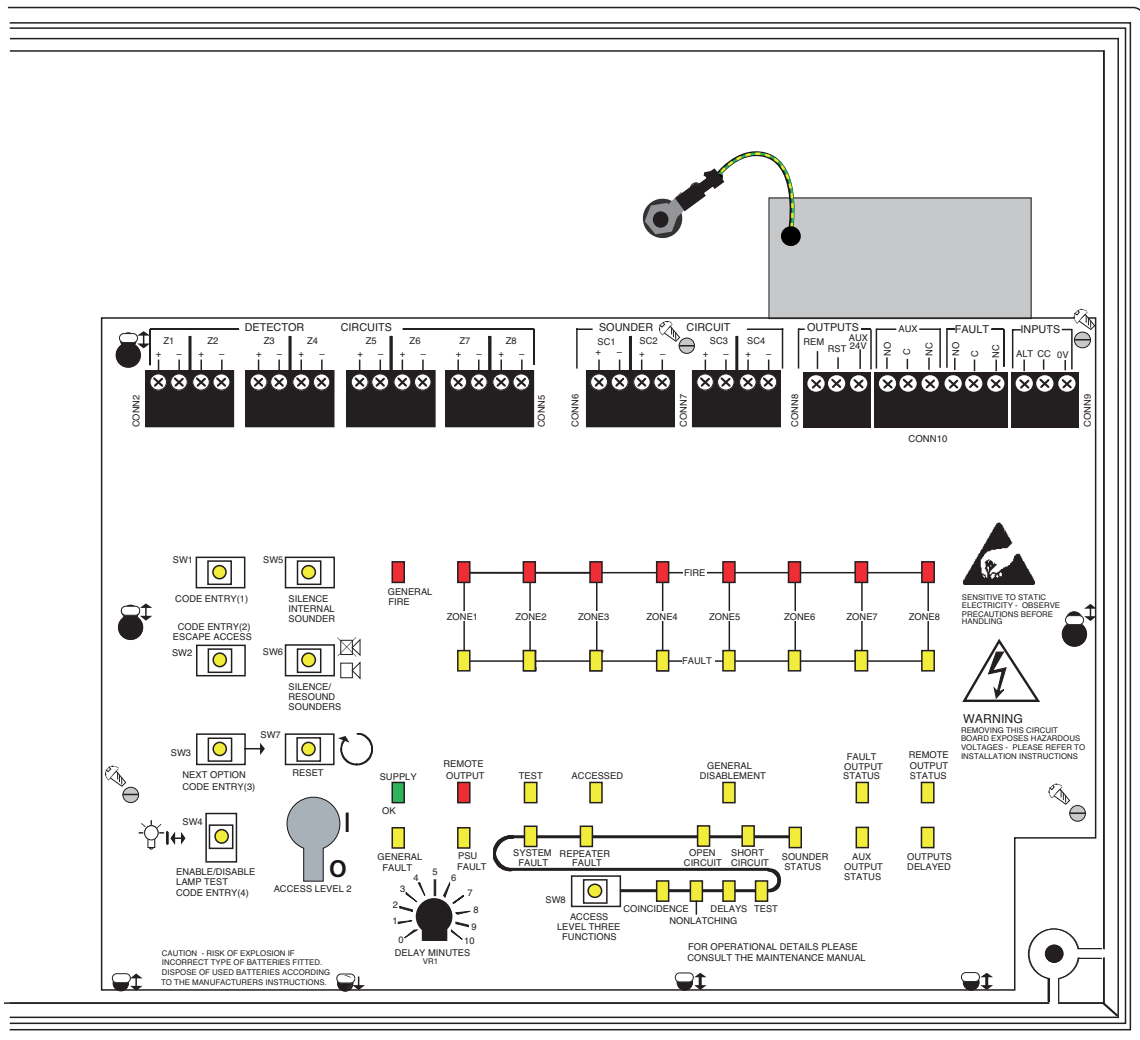 DETECTOR CIRCUITS SOUNDER CIRCUIT OUTPUTS AUX FAULT INPUTS
Z1 Z2 Z3 Z4 Z5 Z6 Z7 Z8 SC1 SC2 SC3 SC4 REM RST AUX 24V NO C NC NO C NC ALT CC 0V
+ − + − + − + − + − + − + − + − + − + − + − + −
CONN2 CONN5 CONN6 CONN7 CONN8 CONN9
CONN10
SW1
CODE ENTRY(1)
SW5
SILENCE
INTERNAL
SOUNDER
GENERAL
FIRE
FIRE
ZONE1 ZONE2 ZONE3 ZONE4 ZONE5 ZONE6 ZONE7 ZONE8
FAULT
SENSITIVE TO STATIC
ELECTRICITY - OBSERVE
PRECAUTIONS BEFORE
HANDLING
CODE ENTRY(2)
ESCAPE ACCESS
SW2
SW6
SILENCE/
RESOUND
SOUNDERS
WARNING
REMOVING THIS CIRCUIT
BOARD EXPOSES HAZARDOUS
VOLTAGES - PLEASE REFER TO
INSTALLATION INSTRUCTIONS
SW3
NEXT OPTION
CODE ENTRY(3)
SW7
RESET
SUPPLY
OK
REMOTE
OUTPUT
TEST
ACCESSED
GENERAL
DISABLEMENT
FAULT
OUTPUT
STATUS
REMOTE
OUTPUT
STATUS
SW4
ENABLE/DISABLE
LAMP TEST
CODE ENTRY(4)
I
O
ACCESS LEVEL 2
GENERAL
FAULT
PSU
FAULT
SYSTEM
FAULT
REPEATER
FAULT
OPEN
CIRCUIT
SHORT
CIRCUIT
SOUNDER
STATUS
AUX
OUTPUT
STATUS
OUTPUTS
DELAYED
0 1 2 3 4 5 6 7 8 9 10
DELAY MINUTES
VR1
SW8
ACCESS
LEVEL THREE
FUNCTIONS
COINCIDENCE
NONLATCHING
DELAYS
TEST
CAUTION - RISK OF EXPLOSION IF
INCORRECT TYPE OF BATTERIES FITTED.
DISPOSE OF USED BATTERIES ACCORDING
TO THE MANUFACTURERS INSTRUCTIONS.
FOR OPERATIONAL DETAILS PLEASE
CONSULT THE MAINTENANCE MANUAL